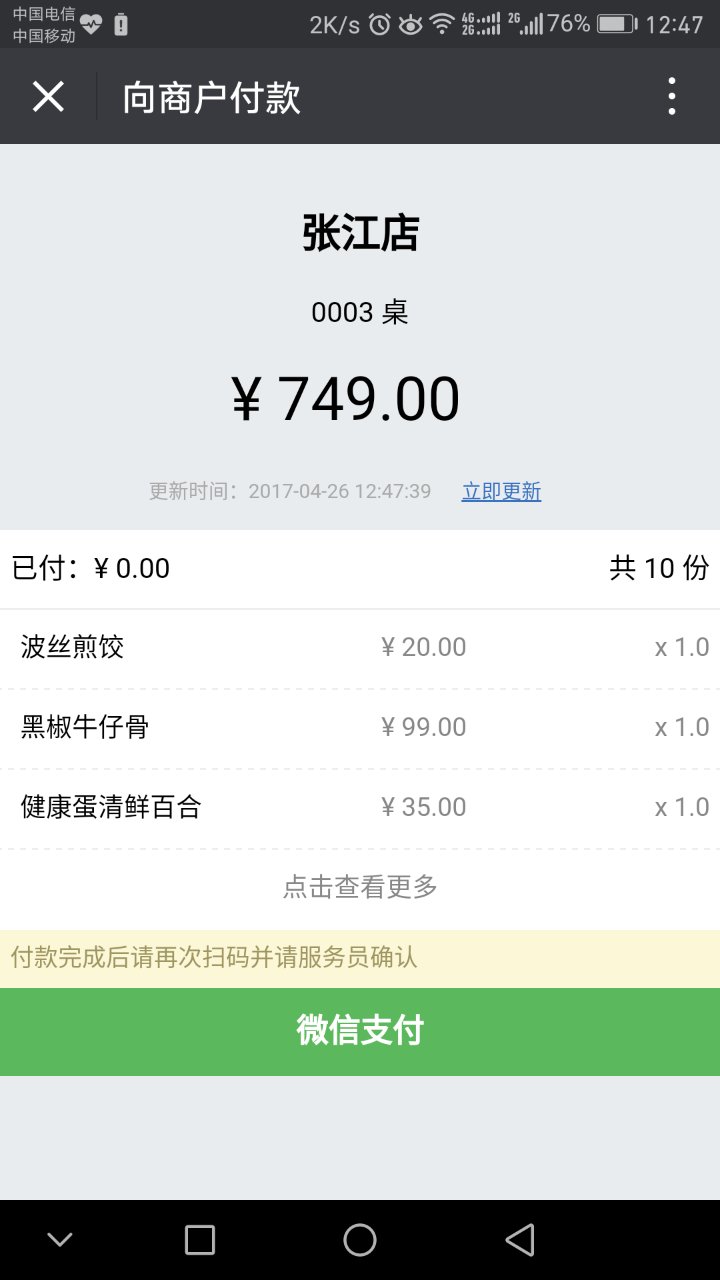 中国电信
中国移动
2K/s 4G 2G 2G 76% 12:47
向商户付款
张江店
0003 桌
¥ 749.00
更新时间：2017-04-26 12:47:39 立即更新
已付：¥ 0.00 共 10 份
波丝煎饺 ¥ 20.00 x 1.0
黑椒牛仔骨 ¥ 99.00 x 1.0
健康蛋清鲜百合 ¥ 35.00 x 1.0
点击查看更多
付款完成后请再次扫码并请服务员确认
微信支付